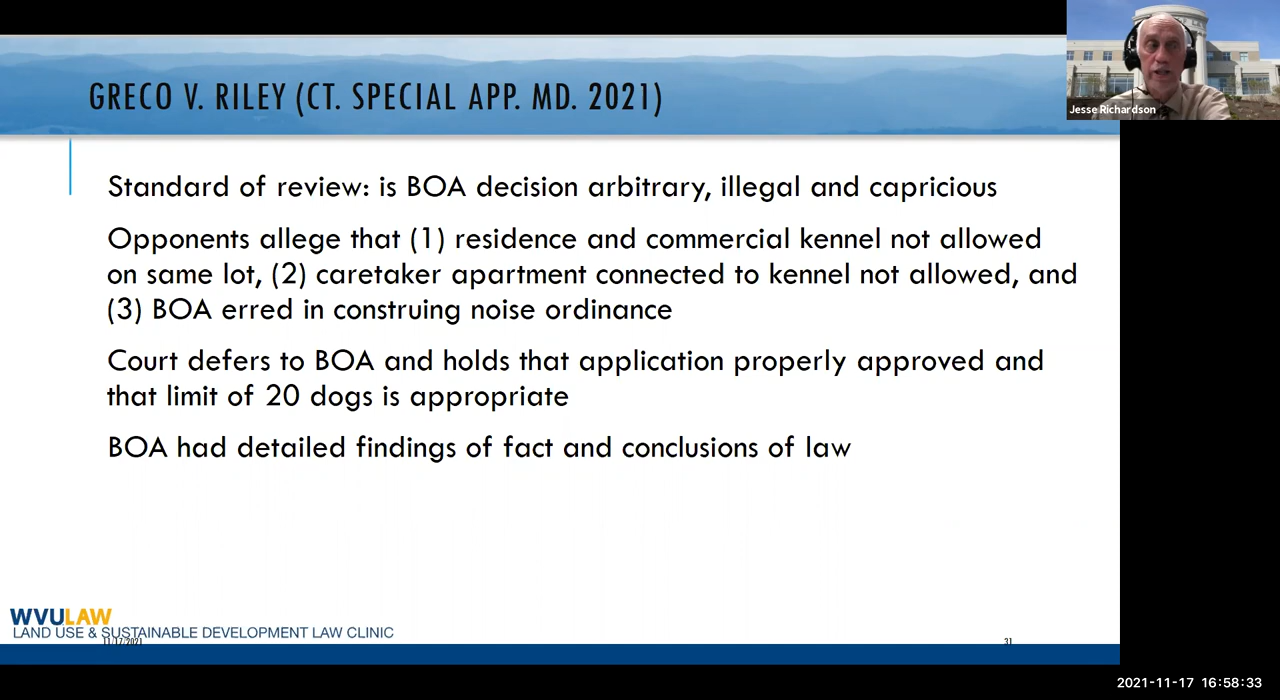 GRECO V. RILEY (CT. SPECIAL APP. MD. 2021)
Jesse Richardson
Standard of review: is BOA decision arbitrary, illegal and capricious
Opponents allege that (1) residence and commercial kennel not allowed
on same lot, (2) caretaker apartment connected to kennel not allowed, and
(3) BOA erred in construing noise ordinance
Court defers to BOA and holds that application properly approved and
that limit of 20 dogs is appropriate
BOA had detailed findings of fact and conclusions of law
WVULAW
LAND USE & SUSTAINABLE DEVELOPMENT LAW CLINIC
11/17/2021
31
2021-11-17 16:58:33